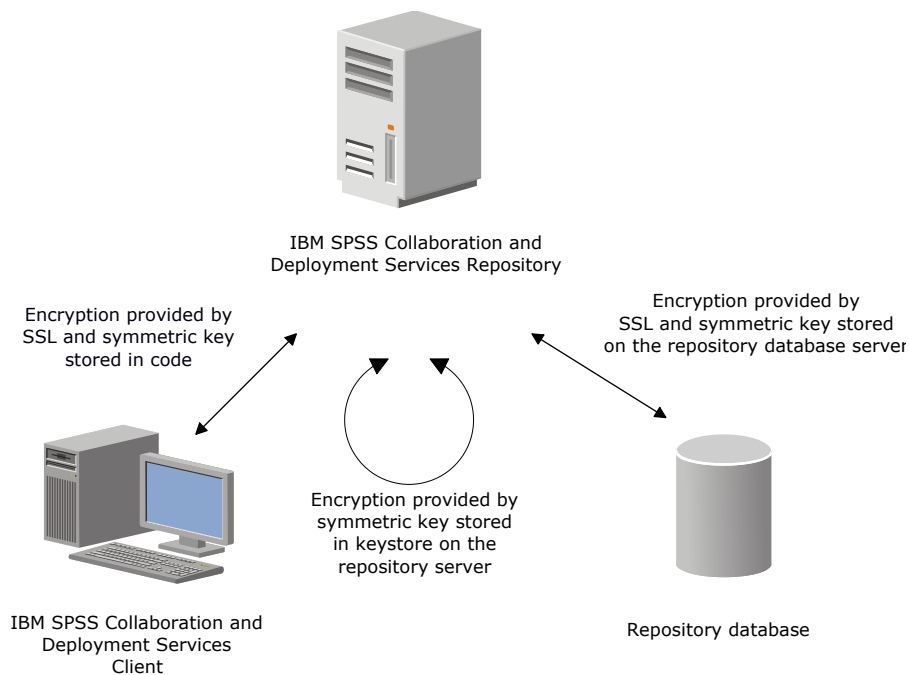 IBM SPSS Collaboration and
Deployment Services Repository
Encryption provided by
SSL and symmetric key
stored in code
Encryption provided by
SSL and symmetric key stored
on the repository database server
Encryption provided by
symmetric key stored
in keystore on the
repository server
IBM SPSS Collaboration and
Deployment Services
Client
Repository database